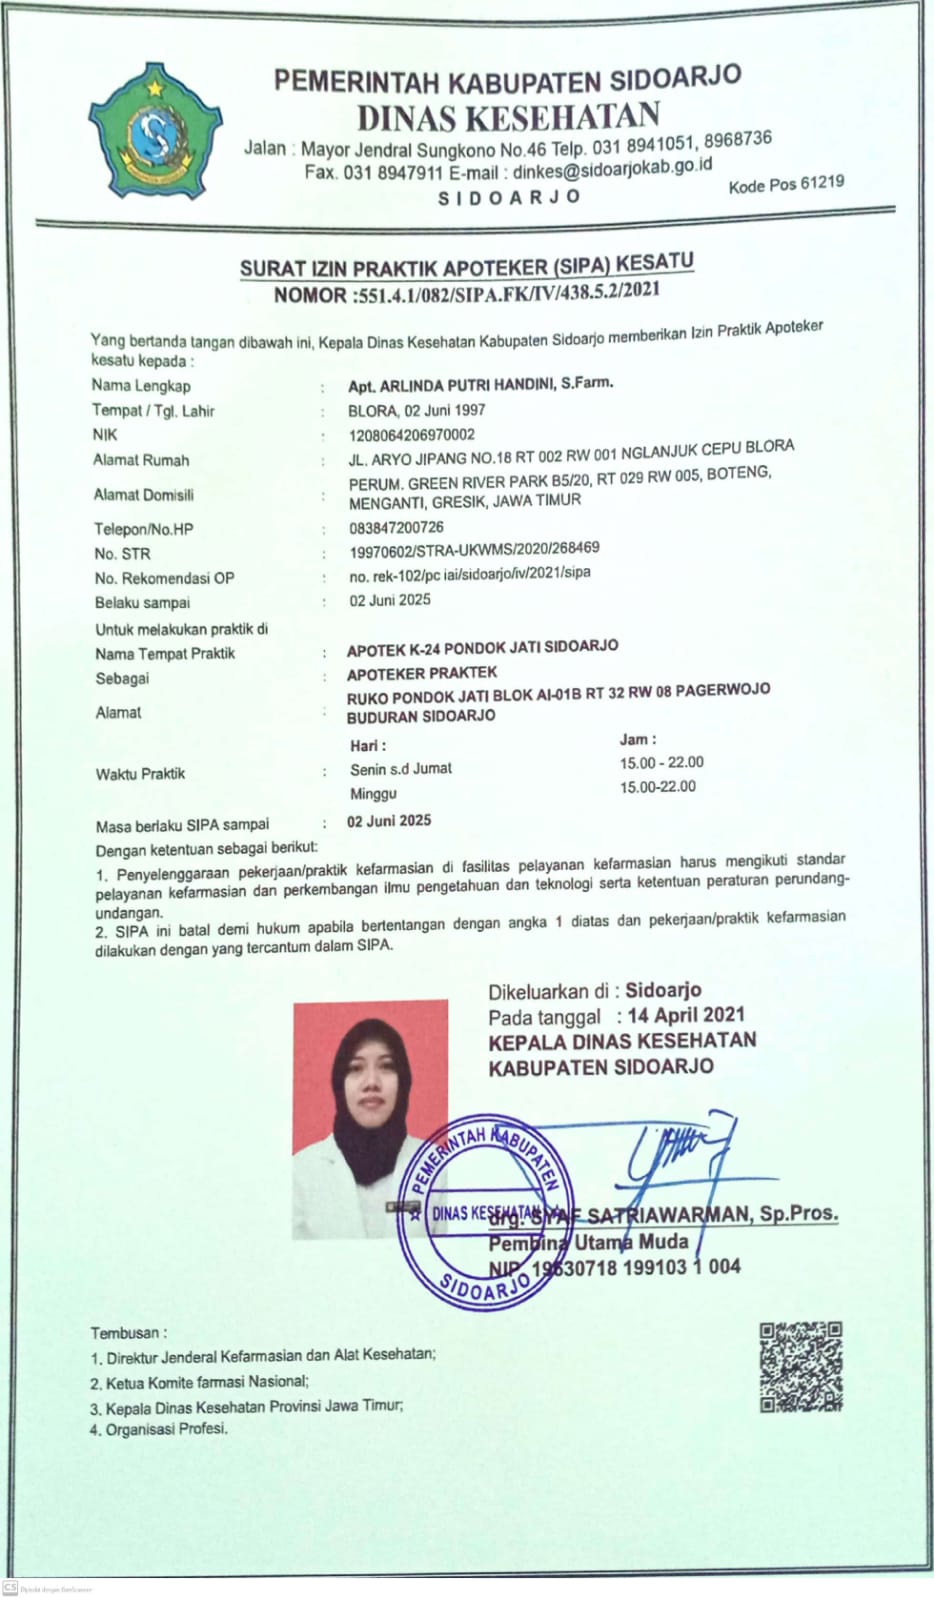 PEMERINTAH KABUPATEN SIDOARJO
DINAS KESEHATAN
Jalan : Mayor Jendral Sungkono No.46 Telp. 031 8941051, 8968736
Fax. 031 8947911 E-mail : dinkes@sidoarjokab.go.id
SIDOARJO
Kode Pos 61219
SURAT IZIN PRAKTIK APOTEKER (SIPA) KESATU
NOMOR :551.4.1/082/SIPA.FK/IV/438.5.2/2021
Yang bertanda tangan dibawah ini, Kepala Dinas Kesehatan Kabupaten Sidoarjo memberikan Izin Praktik Apoteker
kesatu kepada :
Nama Lengkap : Apt. ARLINDA PUTRI HANDINI, S.Farm.
Tempat / Tgl. Lahir : BLORA, 02 Juni 1997
NIK : 1208064206970002
Alamat Rumah : JL. ARYO JIPANG NO.18 RT 002 RW 001 NGLANJUK CEPU BLORA
Alamat Domisili : PERUM. GREEN RIVER PARK B5/20, RT 029 RW 005, BOTENG,
MENGANTI, GRESIK, JAWA TIMUR
Telepon/No.HP : 083847200726
No. STR : 19970602/STRA-UKWMS/2020/268469
No. Rekomendasi OP : no. rek-102/pc iai/sidoarjo/iv/2021/sipa
Belaku sampai : 02 Juni 2025
Untuk melakukan praktik di
Nama Tempat Praktik : APOTEK K-24 PONDOK JATI SIDOARJO
Sebagai : APOTEKER PRAKTEK
Alamat : RUKO PONDOK JATI BLOK AI-01B RT 32 RW 08 PAGERWOJO
BUDURAN SIDOARJO
Hari : Jam :
Waktu Praktik : Senin s.d Jumat 15.00 - 22.00
Minggu 15.00-22.00
Masa berlaku SIPA sampai : 02 Juni 2025
Dengan ketentuan sebagai berikut:
1. Penyelenggaraan pekerjaan/praktik kefarmasian di fasilitas pelayanan kefarmasian harus mengikuti standar
pelayanan kefarmasian dan perkembangan ilmu pengetahuan dan teknologi serta ketentuan peraturan perundang-
undangan.
2. SIPA ini batal demi hukum apabila bertentangan dengan angka 1 diatas dan pekerjaan/praktik kefarmasian
dilakukan dengan yang tercantum dalam SIPA.
Dikeluarkan di : Sidoarjo
Pada tanggal : 14 April 2021
KEPALA DINAS KESEHATAN
KABUPATEN SIDOARJO
PEMERINTAH KABUPATEN
DINAS KESEHATAN
SIDOARJO
drg. SYAF SATRIAWARMAN, Sp.Pros.
Pembina Utama Muda
NIP. 19630718 199103 1 004
Tembusan :
1. Direktur Jenderal Kefarmasian dan Alat Kesehatan;
2. Ketua Komite farmasi Nasional;
3. Kepala Dinas Kesehatan Provinsi Jawa Timur;
4. Organisasi Profesi.
CS Dipindai dengan CamScanner